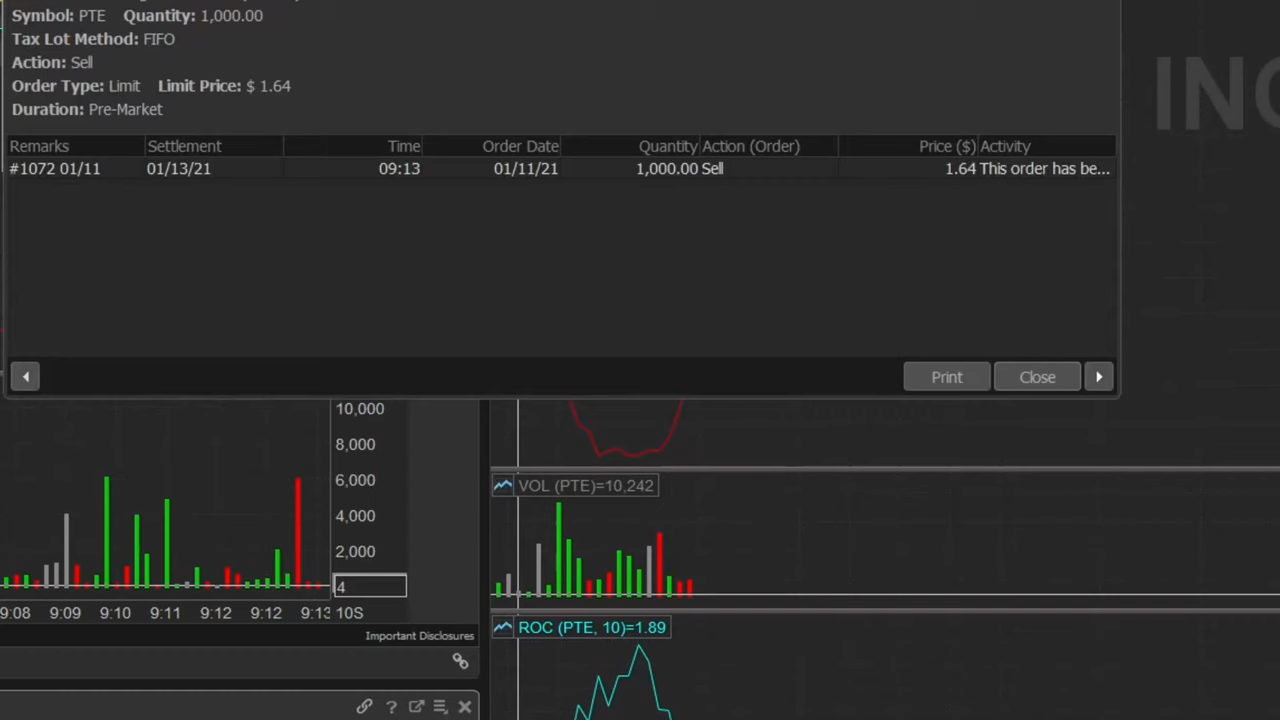 Symbol: PTE Quantity: 1,000.00
Tax Lot Method: FIFO
Action: Sell
Order Type: Limit Limit Price: $ 1.64
Duration: Pre-Market
Remarks Settlement Time Order Date Quantity Action (Order) Price ($) Activity
#1072 01/11 01/13/21 09:13 01/11/21 1,000.00 Sell 1.64 This order has be...
Print Close
10,000
8,000
6,000
4,000
2,000
4
9:08 9:09 9:10 9:11 9:12 9:12 9:13 10S
Important Disclosures
VOL (PTE)=10,242
ROC (PTE, 10)=1.89